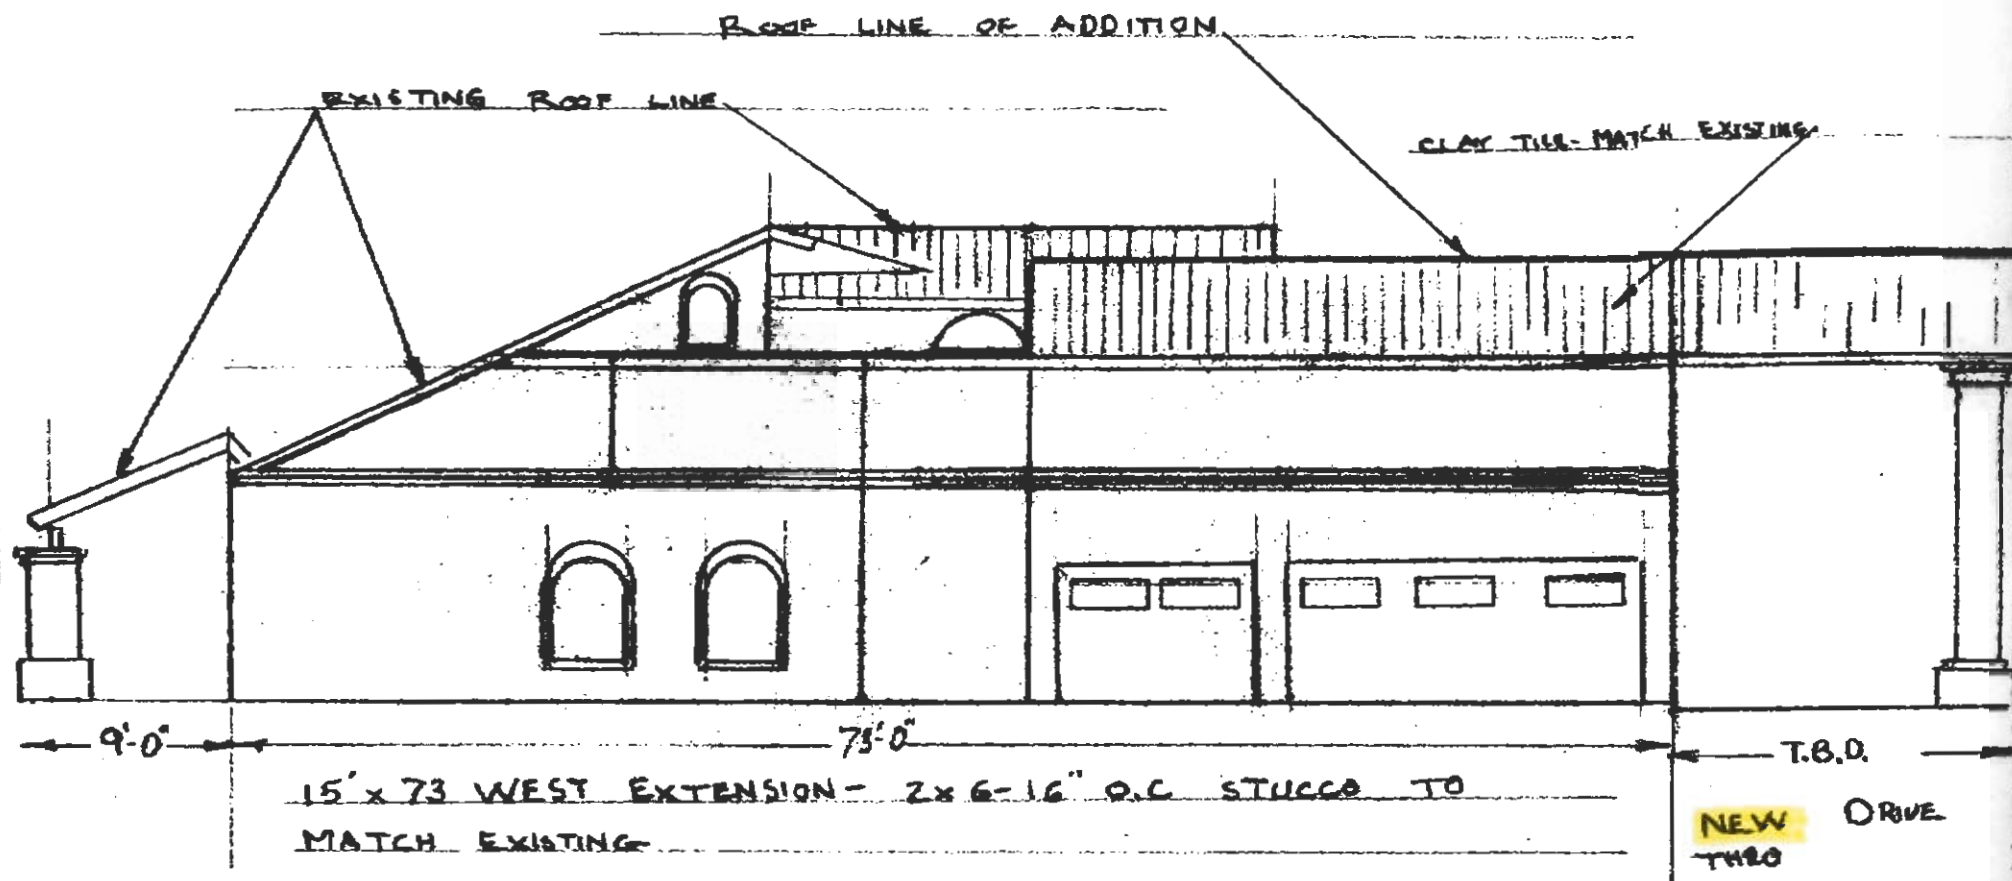 ROOF LINE OF ADDITION
EXISTING ROOF LINE
CLAY TILE- MATCH EXISTING
9'-0"
73'-0"
T.B.D.
15' x 73 WEST EXTENSION - 2x6-16" O.C STUCCO TO
MATCH EXISTING
NEW DRIVE
THRO